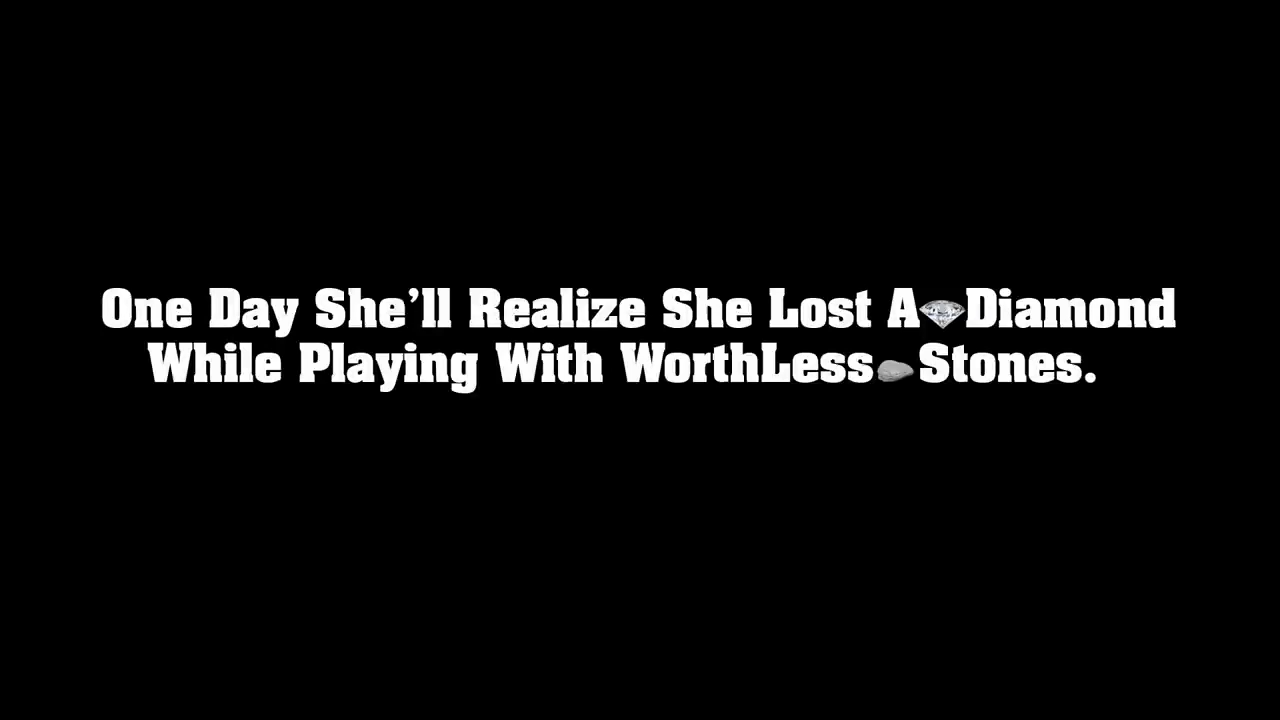 One Day She’ll Realize She Lost A💎Diamond
While Playing With WorthLess🪨Stones.